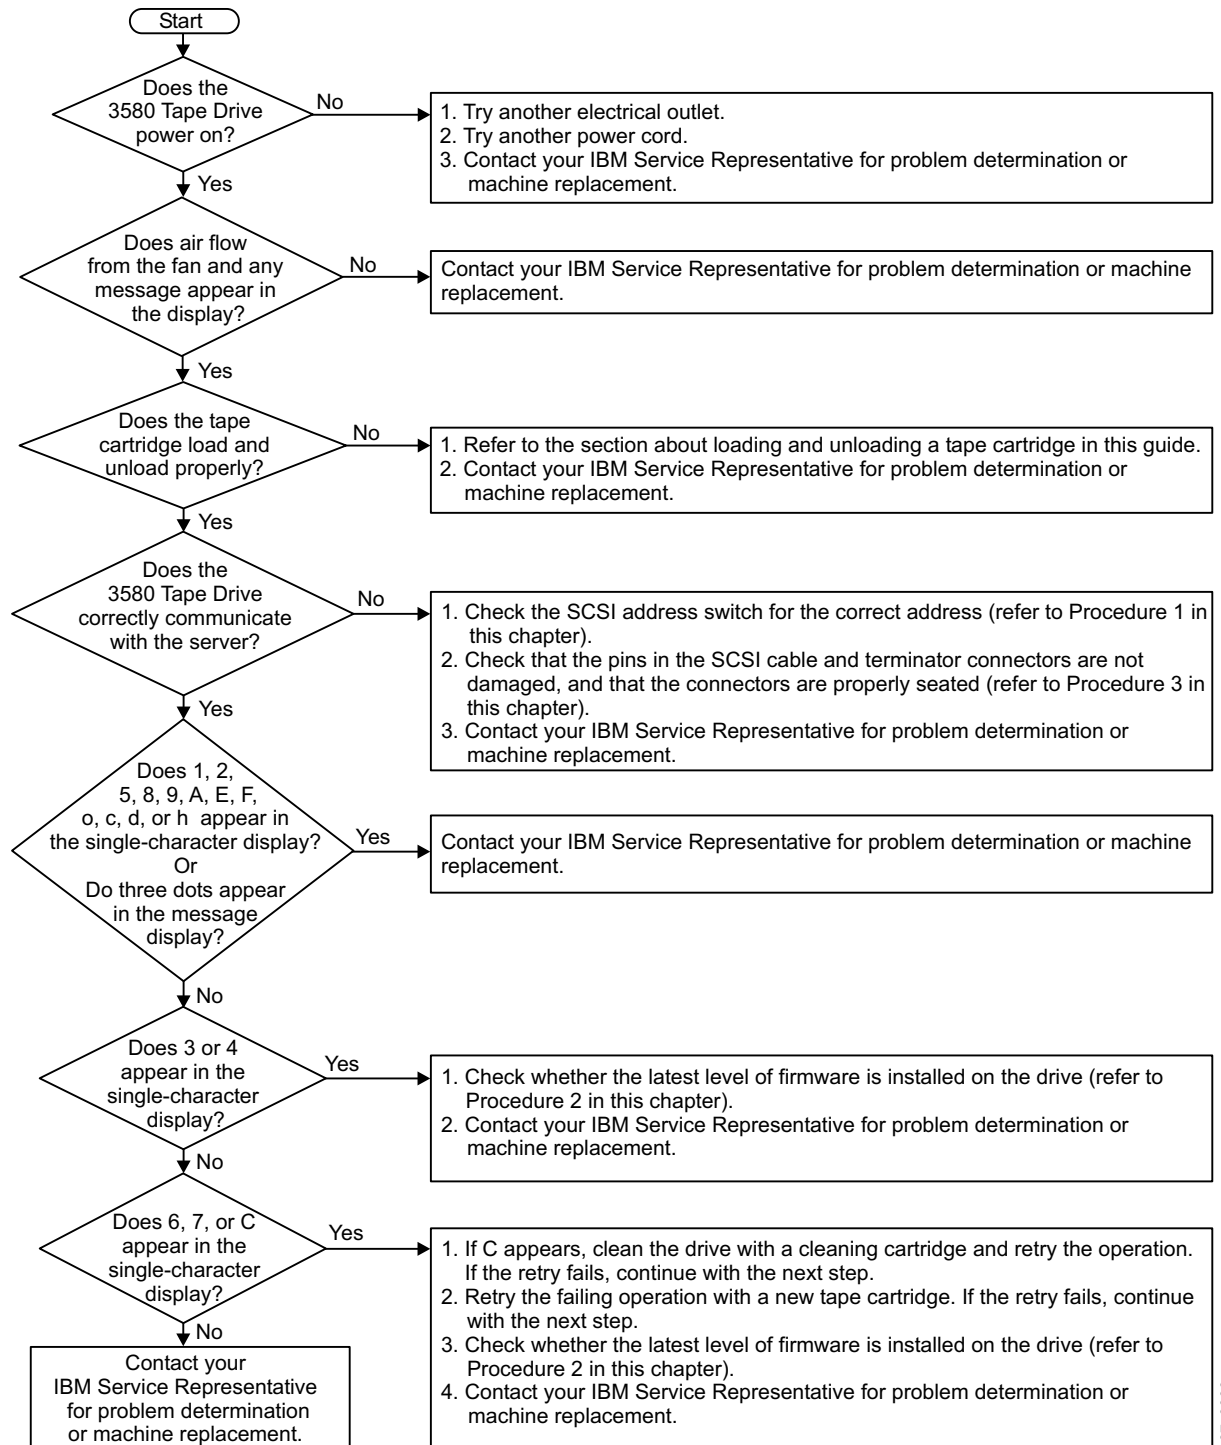 Start
Does the
3580 Tape Drive
power on?
No
1. Try another electrical outlet.
2. Try another power cord.
3. Contact your IBM Service Representative for problem determination or
machine replacement.
Yes
Does air flow
from the fan and any
message appear in
the display?
No
Contact your IBM Service Representative for problem determination or machine
replacement.
Yes
Does the tape
cartridge load and
unload properly?
No
1. Refer to the section about loading and unloading a tape cartridge in this guide.
2. Contact your IBM Service Representative for problem determination or
machine replacement.
Yes
Does the
3580 Tape Drive
correctly communicate
with the server?
No
1. Check the SCSI address switch for the correct address (refer to Procedure 1 in
this chapter).
2. Check that the pins in the SCSI cable and terminator connectors are not
damaged, and that the connectors are properly seated (refer to Procedure 3 in
this chapter).
3. Contact your IBM Service Representative for problem determination or
machine replacement.
Yes
Does 1, 2,
5, 8, 9, A, E, F,
o, c, d, or h appear in
the single-character display?
Or
Do three dots appear
in the message
display?
Yes
Contact your IBM Service Representative for problem determination or machine
replacement.
No
Does 3 or 4
appear in the
single-character
display?
Yes
1. Check whether the latest level of firmware is installed on the drive (refer to
Procedure 2 in this chapter).
2. Contact your IBM Service Representative for problem determination or
machine replacement.
No
Does 6, 7, or C
appear in the
single-character
display?
Yes
1. If C appears, clean the drive with a cleaning cartridge and retry the operation.
If the retry fails, continue with the next step.
2. Retry the failing operation with a new tape cartridge. If the retry fails, continue
with the next step.
3. Check whether the latest level of firmware is installed on the drive (refer to
Procedure 2 in this chapter).
4. Contact your IBM Service Representative for problem determination or
machine replacement.
No
Contact your
IBM Service Representative
for problem determination
or machine replacement.